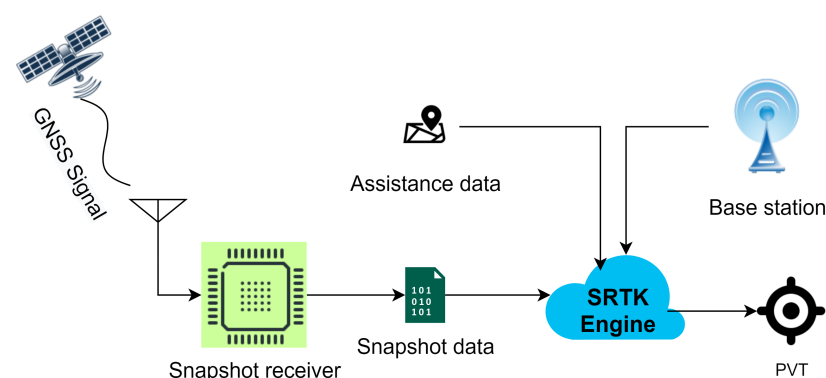 GNSS Signal
Assistance data
Base station
101
010
101
SRTK
Engine
Snapshot data
Snapshot receiver
PVT